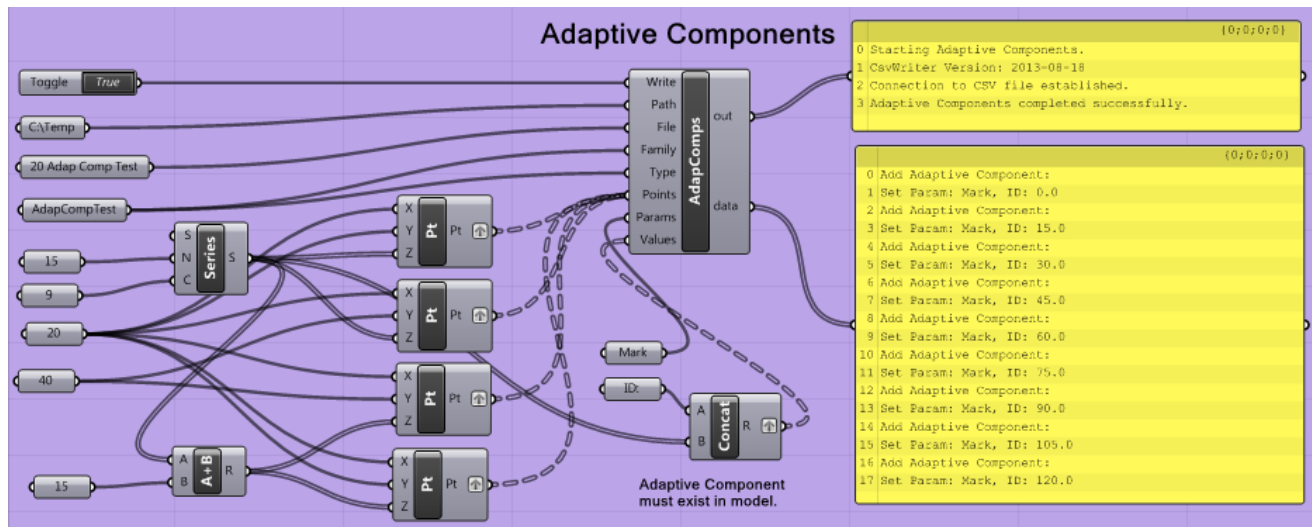 Adaptive Components
Toggle True
C:\Temp
20 Adap Comp Test
AdapCompTest
15
9
20
40
15
S
N
C
Series
S
A
B
A+B
R
X
Y
Z
Pt
Pt
X
Y
Z
Pt
Pt
X
Y
Z
Pt
Pt
X
Y
Z
Pt
Pt
Write
Path
File
Family
Type
Points
Params
Values
AdapComps
out
data
Mark
ID:
A
B
Concat
R
Adaptive Component
must exist in model.
{0;0;0;0}
0 Starting Adaptive Components.
1 CsvWriter Version: 2013-08-18
2 Connection to CSV file established.
3 Adaptive Components completed successfully.
{0;0;0;0}
0 Add Adaptive Component:
1 Set Param: Mark, ID: 0.0
2 Add Adaptive Component:
3 Set Param: Mark, ID: 15.0
4 Add Adaptive Component:
5 Set Param: Mark, ID: 30.0
6 Add Adaptive Component:
7 Set Param: Mark, ID: 45.0
8 Add Adaptive Component:
9 Set Param: Mark, ID: 60.0
10 Add Adaptive Component:
11 Set Param: Mark, ID: 75.0
12 Add Adaptive Component:
13 Set Param: Mark, ID: 90.0
14 Add Adaptive Component:
15 Set Param: Mark, ID: 105.0
16 Add Adaptive Component:
17 Set Param: Mark, ID: 120.0